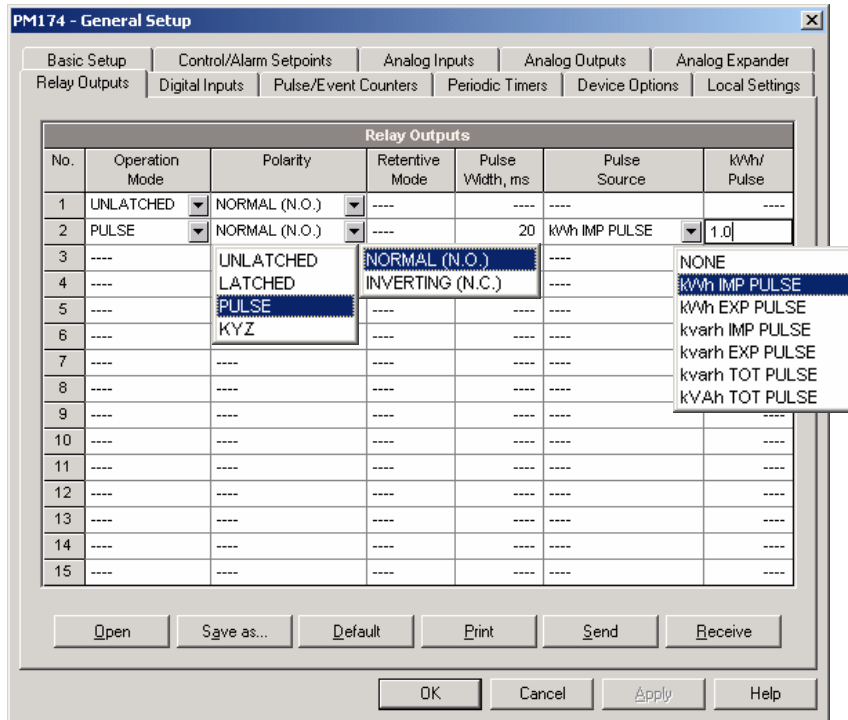 PM174 - General Setup
Basic Setup Control/Alarm Setpoints Analog Inputs Analog Outputs Analog Expander
Relay Outputs Digital Inputs Pulse/Event Counters Periodic Timers Device Options Local Settings
Relay Outputs
No. Operation Mode Polarity Retentive Mode Pulse Width, ms Pulse Source kWh/ Pulse
1 UNLATCHED NORMAL (N.O.) ---- ---- ---- ----
2 PULSE NORMAL (N.O.) ---- 20 kWh IMP PULSE 1.0
3 ---- ----
4 ---- ----
5 ---- ---- ---- ----
6 ---- ---- ---- ----
7 ---- ---- ---- ---- ----
8 ---- ---- ---- ---- ----
9 ---- ---- ---- ---- ---- ----
10 ---- ---- ---- ---- ---- ----
11 ---- ---- ---- ---- ---- ----
12 ---- ---- ---- ---- ---- ----
13 ---- ---- ---- ---- ---- ----
14 ---- ---- ---- ---- ---- ----
15 ---- ---- ---- ---- ---- ----
UNLATCHED
LATCHED
PULSE
KYZ
NORMAL (N.O.)
INVERTING (N.C.)
NONE
kWh IMP PULSE
kWh EXP PULSE
kvarh IMP PULSE
kvarh EXP PULSE
kvarh TOT PULSE
kVAh TOT PULSE
Open Save as... Default Print Send Receive
OK Cancel Apply Help